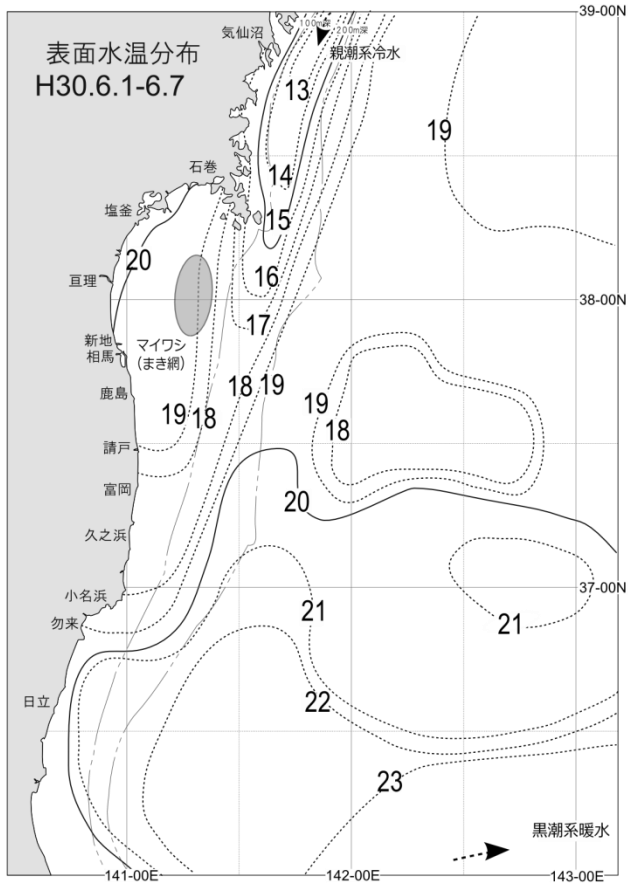 39-00N
気仙沼
100m深
200m深
表面水温分布
H30.6.1-6.7
親潮系冷水
13
19
石巻
14
塩釜
15
20
16
亘理
38-00N
17
新地
マイワシ
相馬
(まき網)
18
19
鹿島
19
19
18
18
請戸
富岡
20
久之浜
37-00N
小名浜
21
21
勿来
22
日立
23
黒潮系暖水
141-00E
142-00E
143-00E